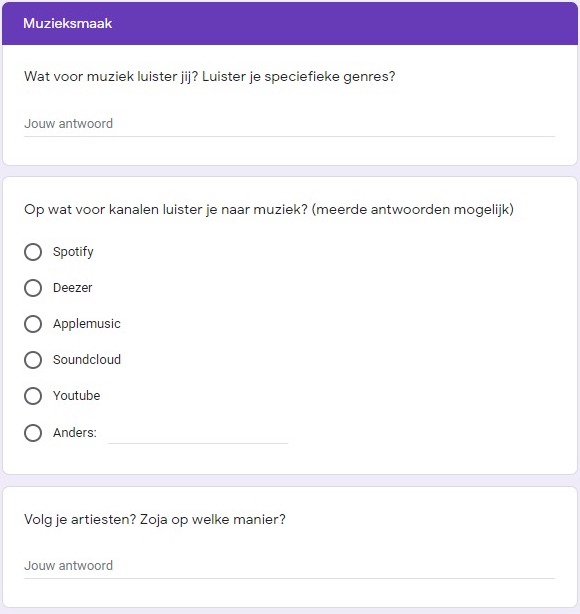 Muzieksmaak
Wat voor muziek luister jij? Luister je speciefieke genres?
Jouw antwoord
Op wat voor kanalen luister je naar muziek? (meerde antwoorden mogelijk)
Spotify
Deezer
Applemusic
Soundcloud
Youtube
Anders:
Volg je artiesten? Zoja op welke manier?
Jouw antwoord